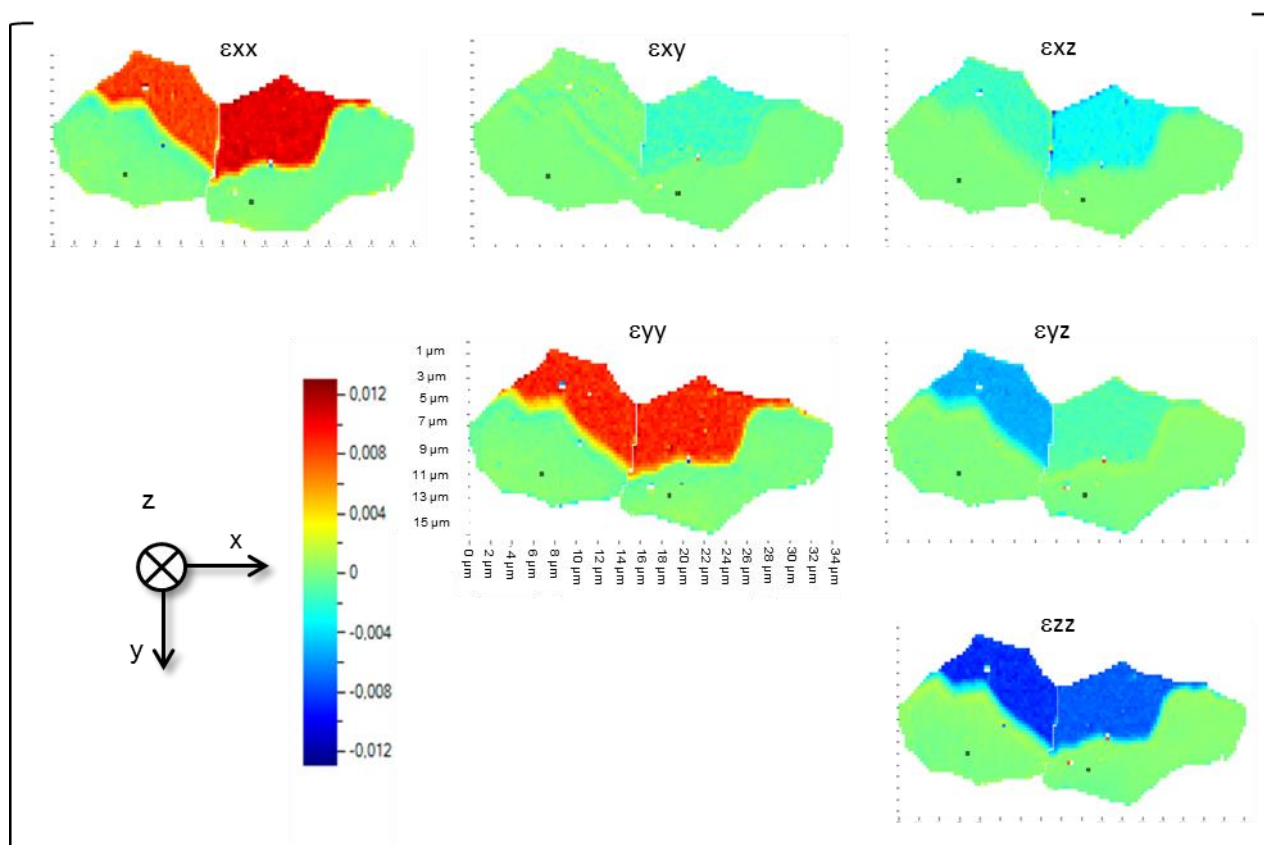 εxx
εxy
εxz
εyy
εyz
1 µm
3 µm
5 µm
7 µm
9 µm
11 µm
13 µm
15 µm
0 µm
2 µm
4 µm
6 µm
8 µm
10 µm
12 µm
14 µm
16 µm
18 µm
20 µm
22 µm
24 µm
26 µm
28 µm
30 µm
32 µm
34 µm
0,012
0,008
0,004
0
-0,004
-0,008
-0,012
z
x
y
εzz